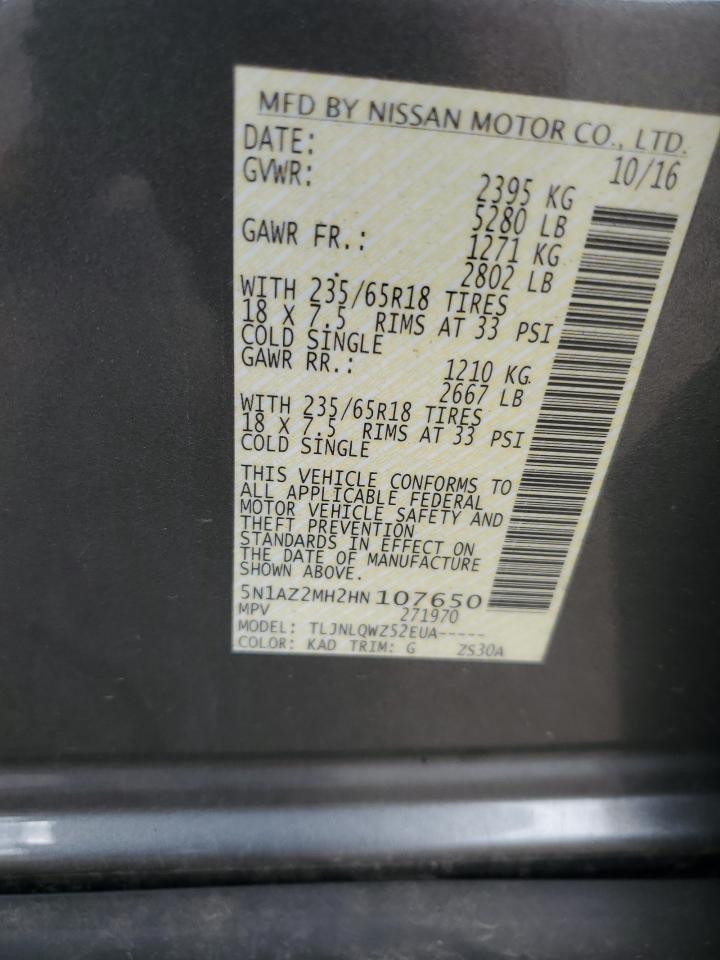 MFD BY NISSAN MOTOR CO., LTD.
DATE: 10/16
GVWR: 2395 KG
5280 LB
GAWR FR.: 1271 KG
2802 LB
WITH 235/65R18 TIRES
18 X 7.5 RIMS AT 33 PSI
COLD SINGLE
GAWR RR.: 1210 KG
2667 LB
WITH 235/65R18 TIRES
18 X 7.5 RIMS AT 33 PSI
COLD SINGLE
THIS VEHICLE CONFORMS TO
ALL APPLICABLE FEDERAL
MOTOR VEHICLE SAFETY AND
THEFT PREVENTION
STANDARDS IN EFFECT ON
THE DATE OF MANUFACTURE
SHOWN ABOVE.
5N1AZ2MH2HN107650
MPV 271970
MODEL: TLJNLQWZ52EUA-----
COLOR: KAD TRIM: G ZS30A